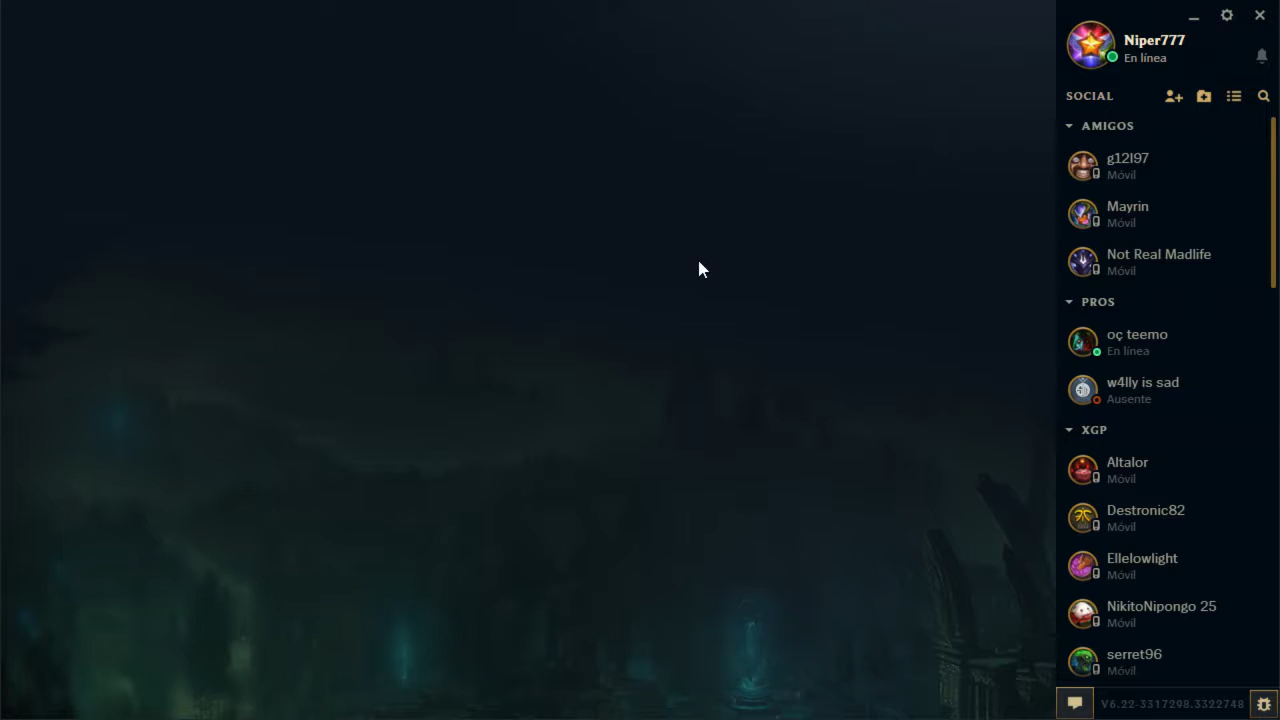 Niper777
En línea
SOCIAL
AMIGOS
g12l97
Móvil
Mayrin
Móvil
Not Real Madlife
Móvil
PROS
oç teemo
En línea
w4lly is sad
Ausente
XGP
Altalor
Móvil
Destronic82
Móvil
Ellelowlight
Móvil
NikitoNipongo 25
Móvil
serret96
Móvil
V6.22-3317298.3322748